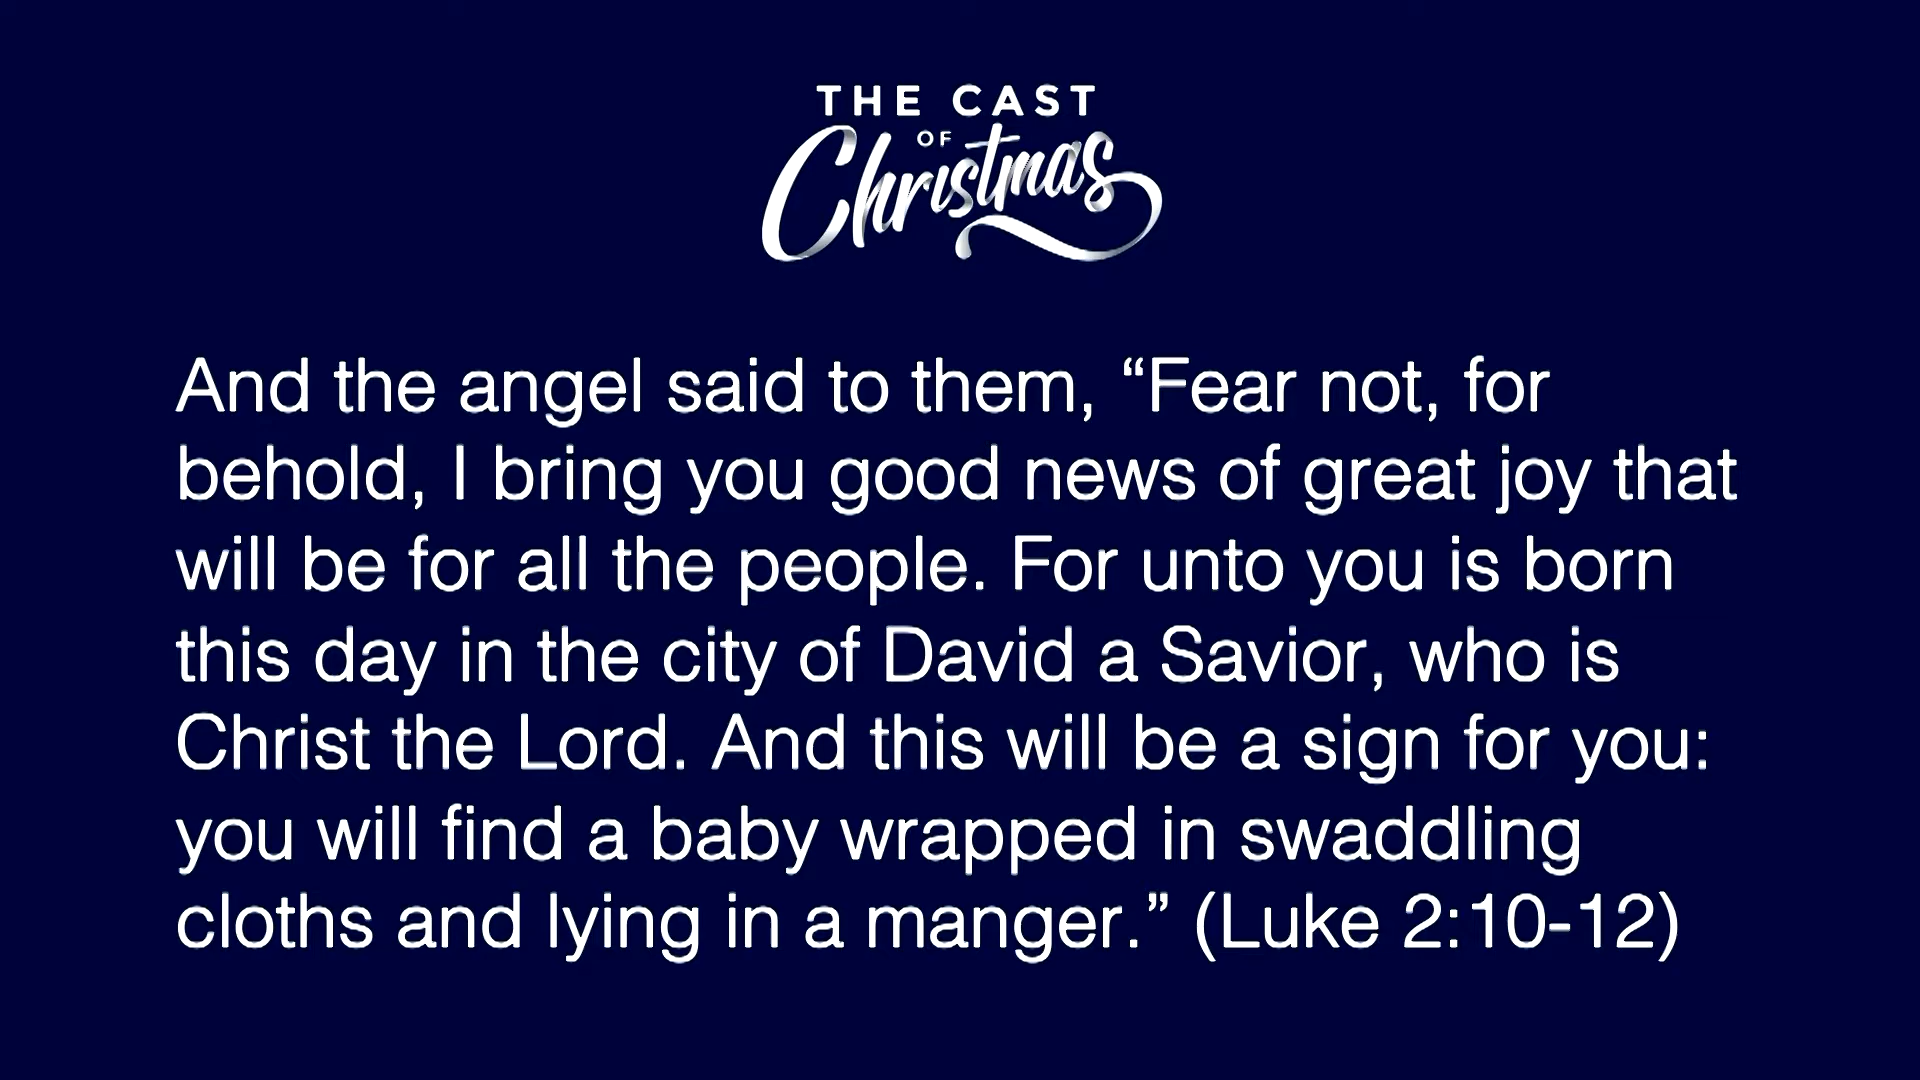 THE CAST
OF
Christmas
And the angel said to them, “Fear not, for
behold, I bring you good news of great joy that
will be for all the people. For unto you is born
this day in the city of David a Savior, who is
Christ the Lord. And this will be a sign for you:
you will find a baby wrapped in swaddling
cloths and lying in a manger.” (Luke 2:10-12)